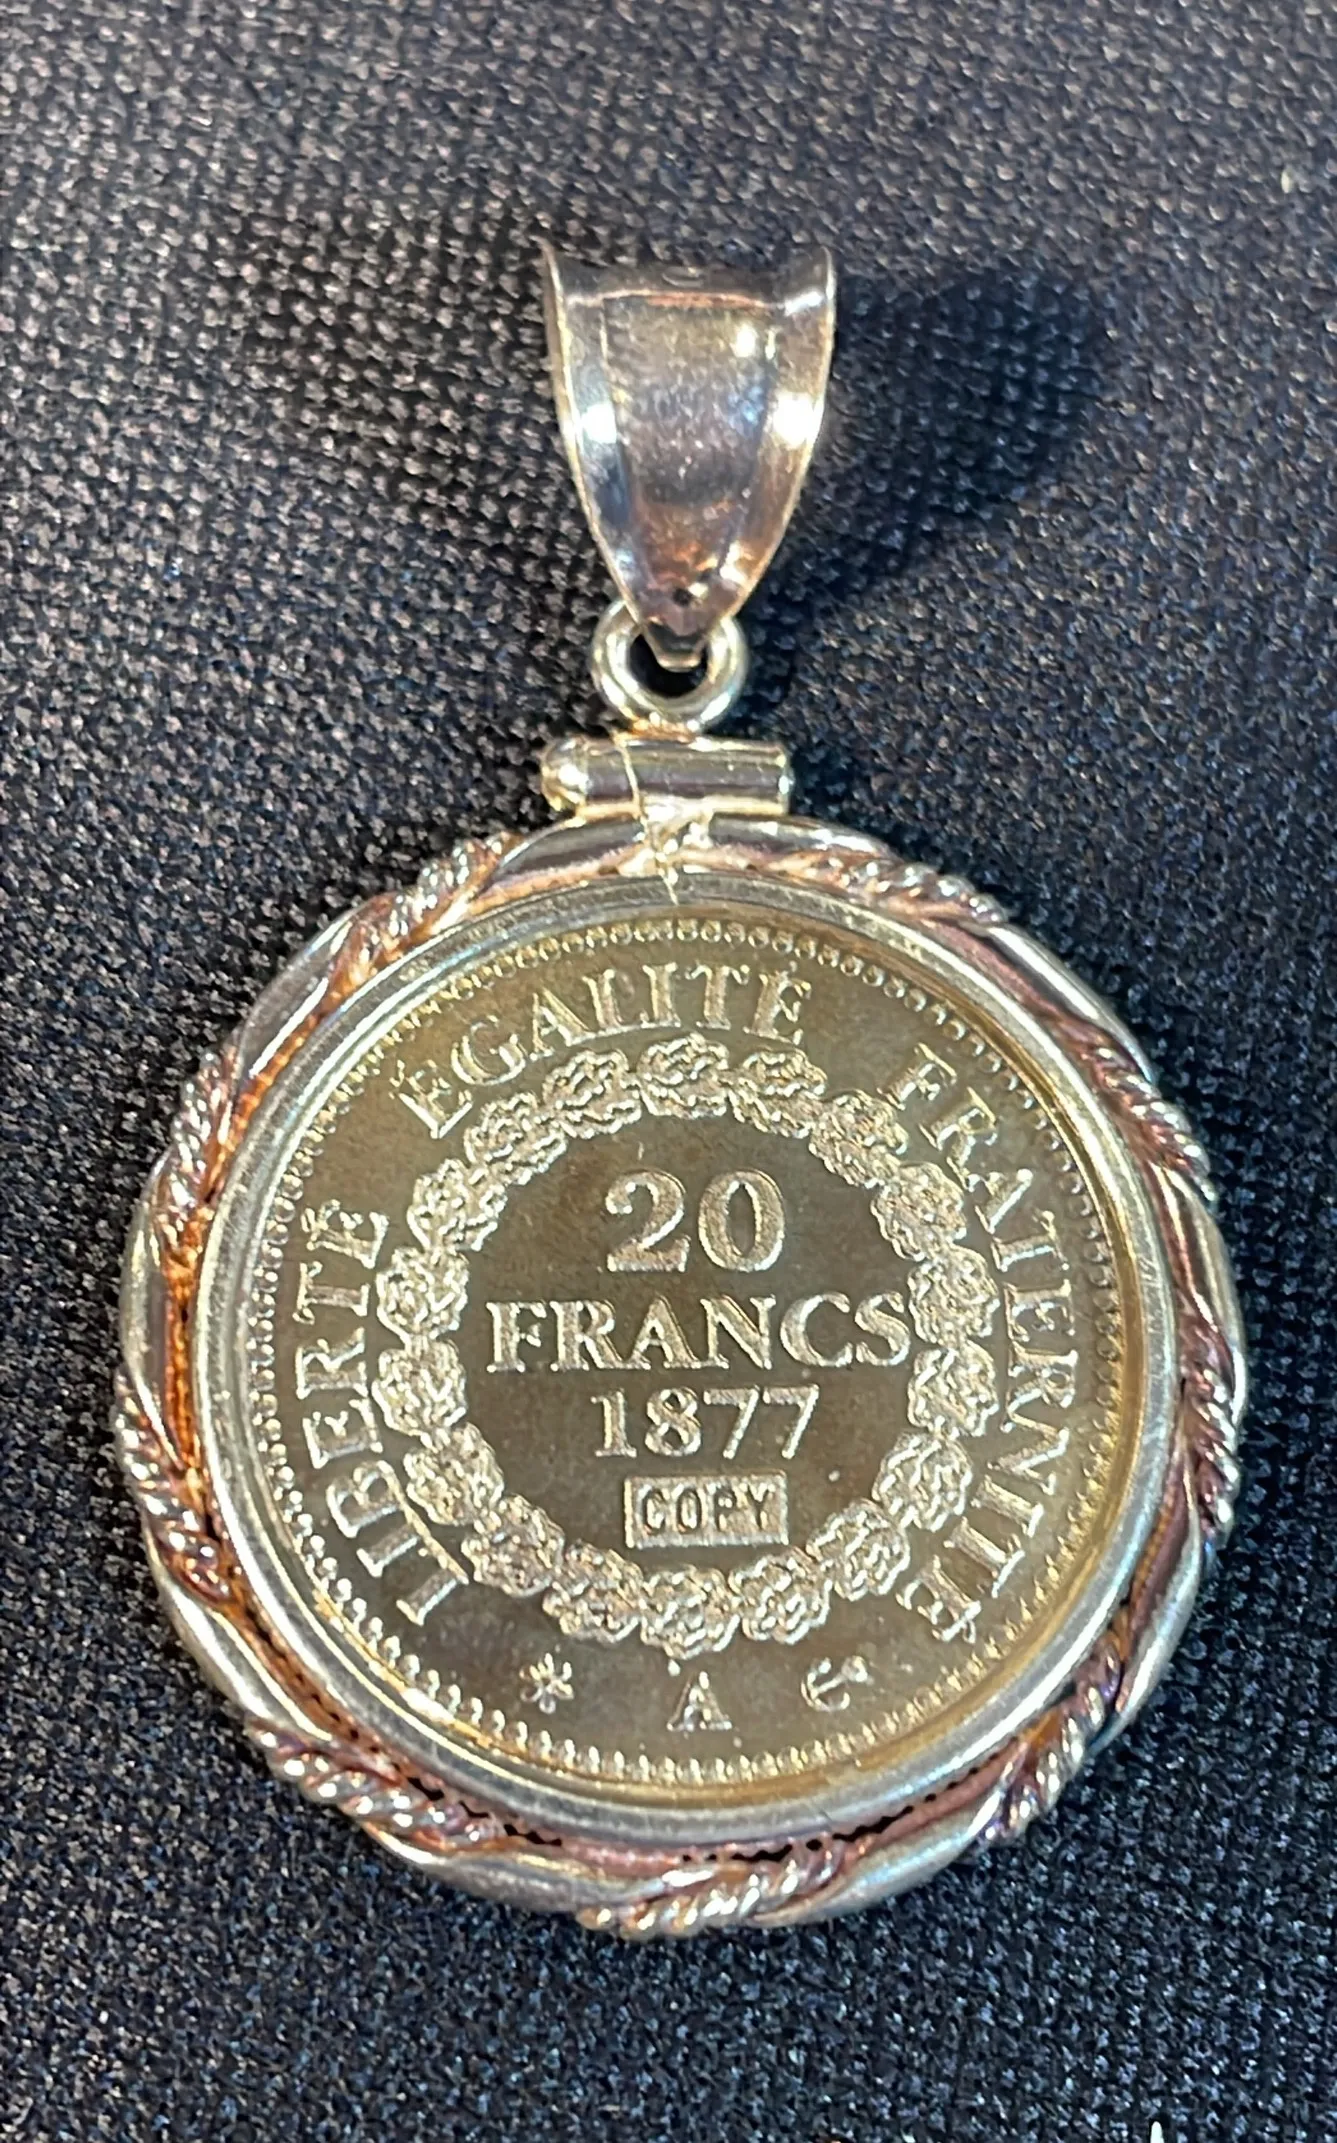 LIBERTÉ ÉGALITÉ FRATERNITÉ
20
FRANCS
1877
COPY
A